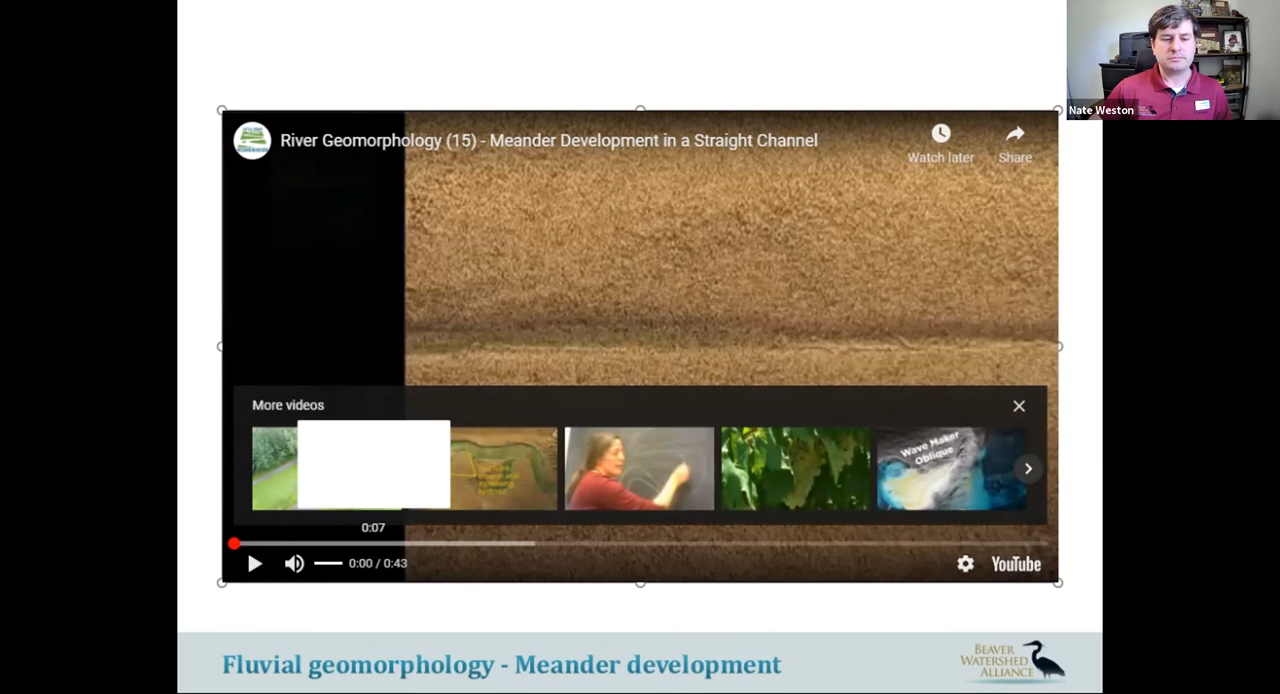 Nate Weston
River Geomorphology (15) - Meander Development in a Straight Channel
Watch later
Share
More videos
Wave Maker
Oblique
0:07
0:00 / 0:43
YouTube
Fluvial geomorphology - Meander development
BEAVER
WATERSHED
ALLIANCE